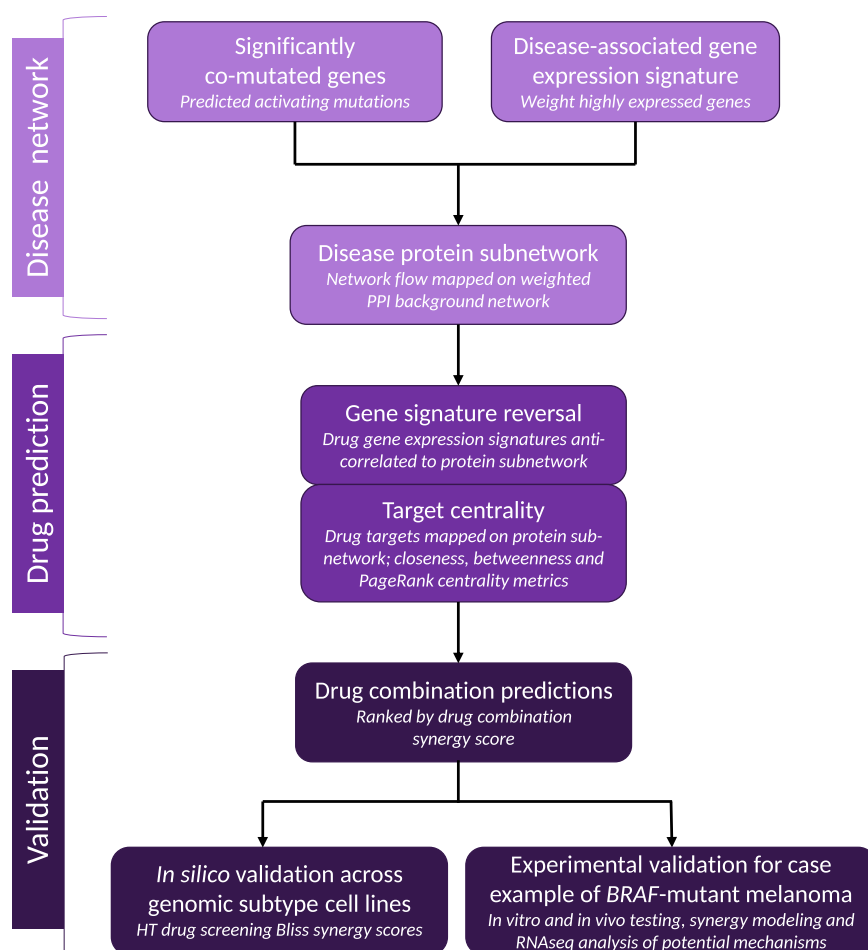 Disease network
Significantly
co-mutated genes
Predicted activating mutations
Disease-associated gene
expression signature
Weight highly expressed genes
Disease protein subnetwork
Network flow mapped on weighted
PPI background network
Drug prediction
Gene signature reversal
Drug gene expression signatures anti-
correlated to protein subnetwork
Target centrality
Drug targets mapped on protein sub-
network; closeness, betweenness and
PageRank centrality metrics
Validation
Drug combination predictions
Ranked by drug combination
synergy score
In silico validation across
genomic subtype cell lines
HT drug screening Bliss synergy scores
Experimental validation for case
example of BRAF-mutant melanoma
In vitro and in vivo testing, synergy modeling and
RNAseq analysis of potential mechanisms